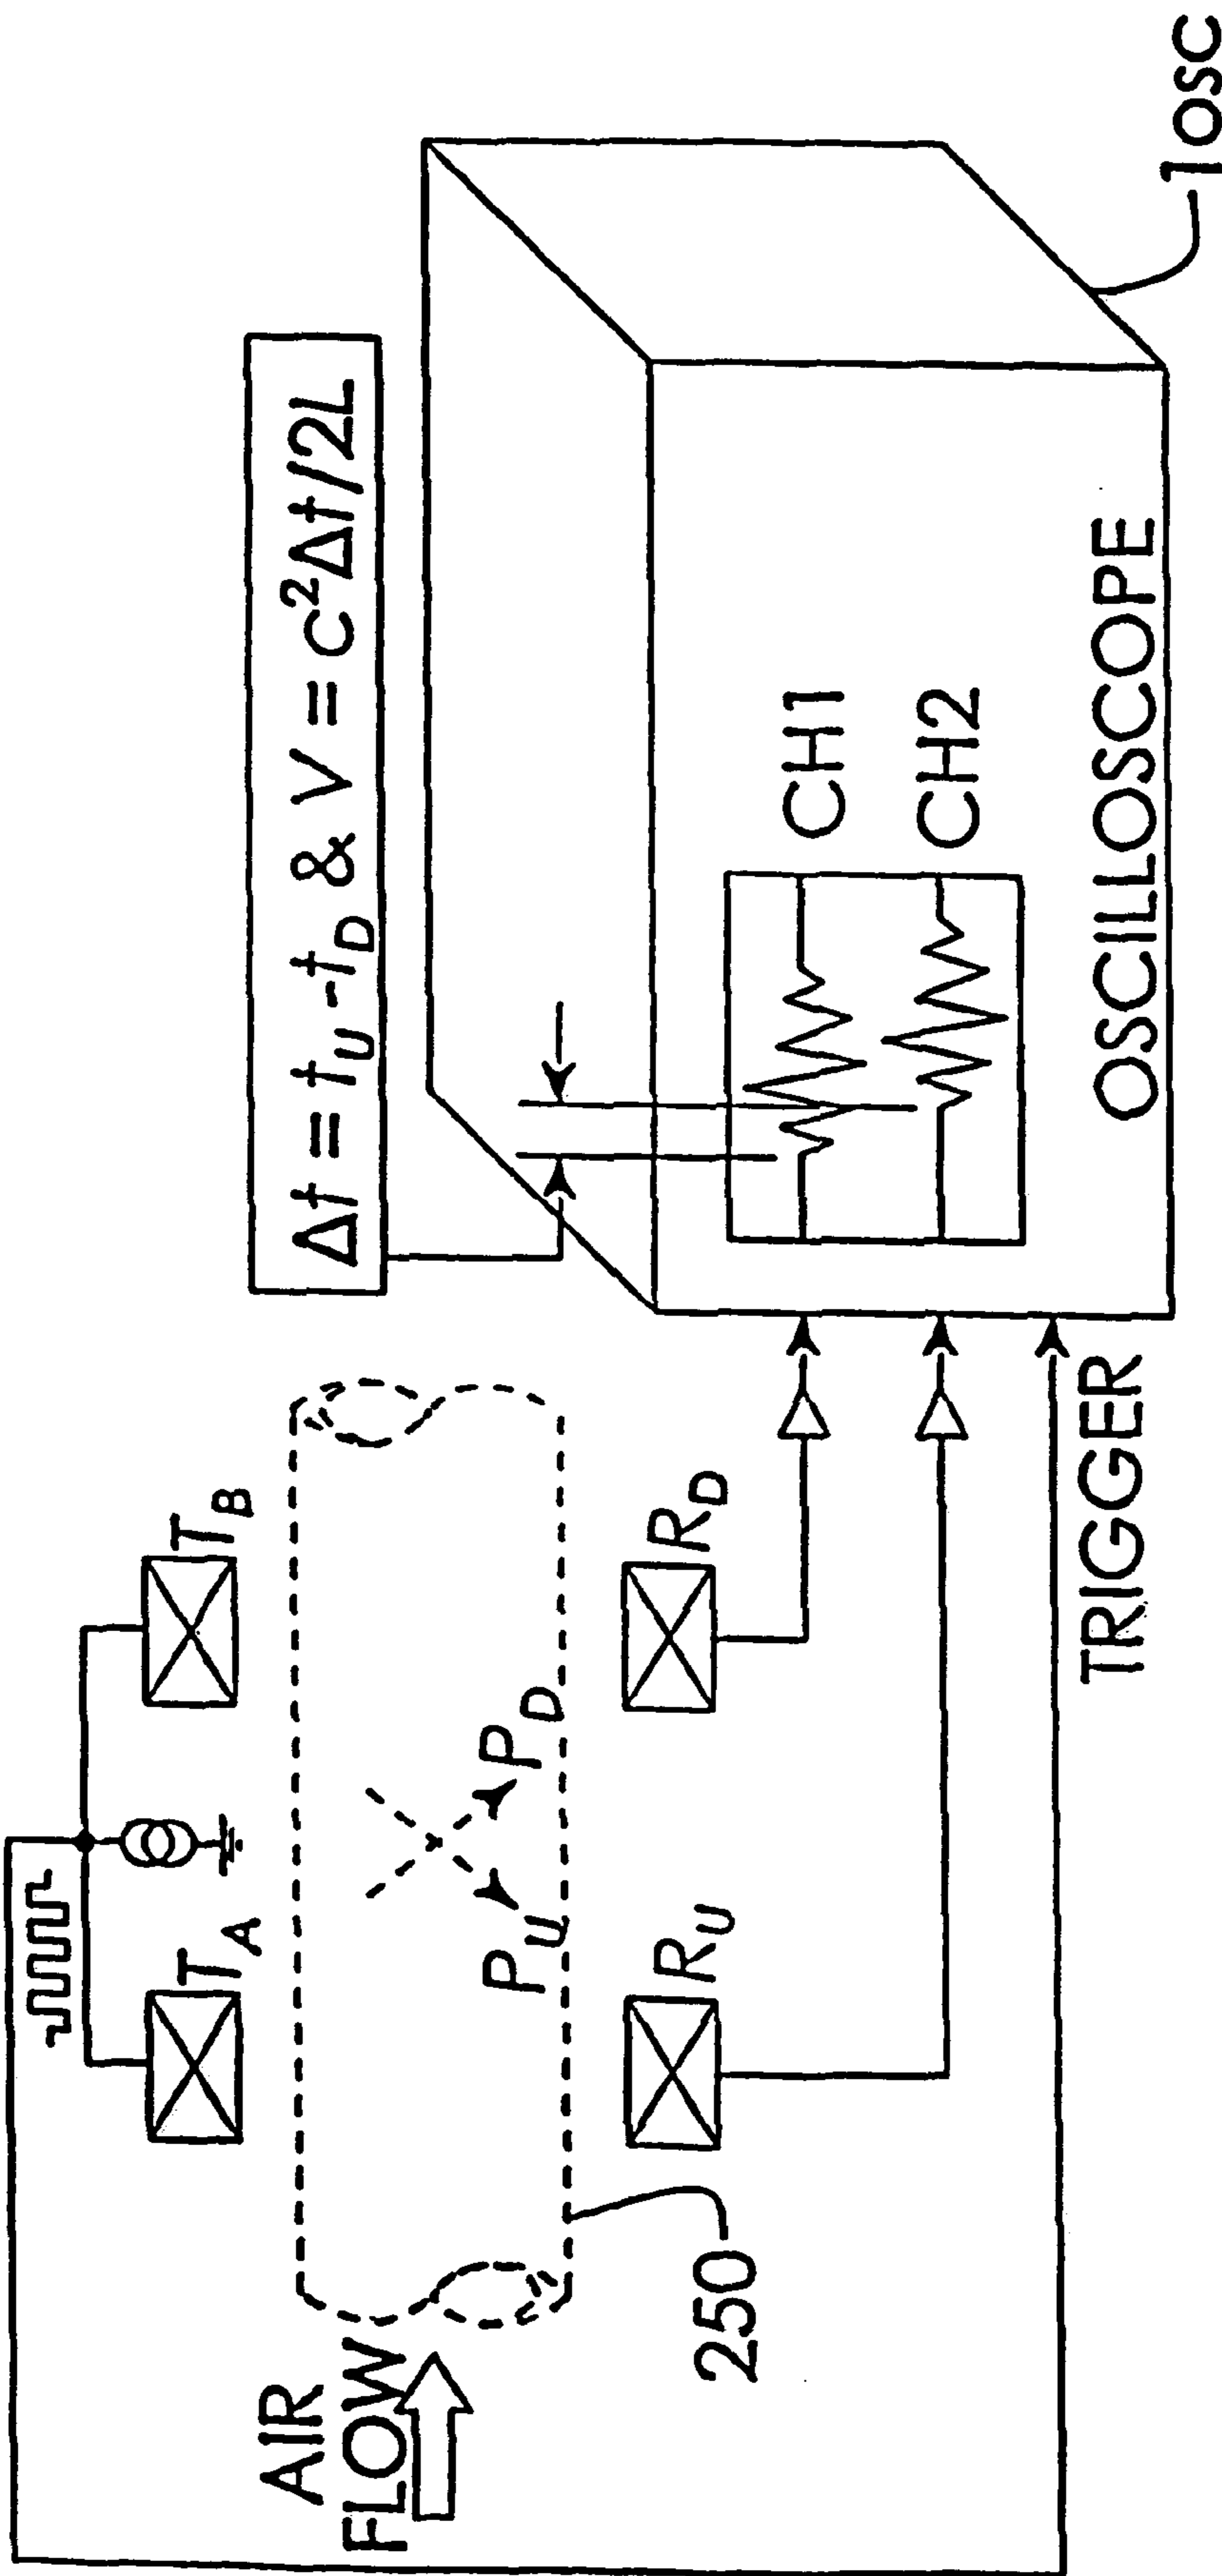 Δt = t_U - t_D & V = c²Δt/2L
AIR
FLOW
T_A
T_B
P_U
P_D
R_U
R_D
250
TRIGGER
CH1
CH2
OSCILLOSCOPE
1osc